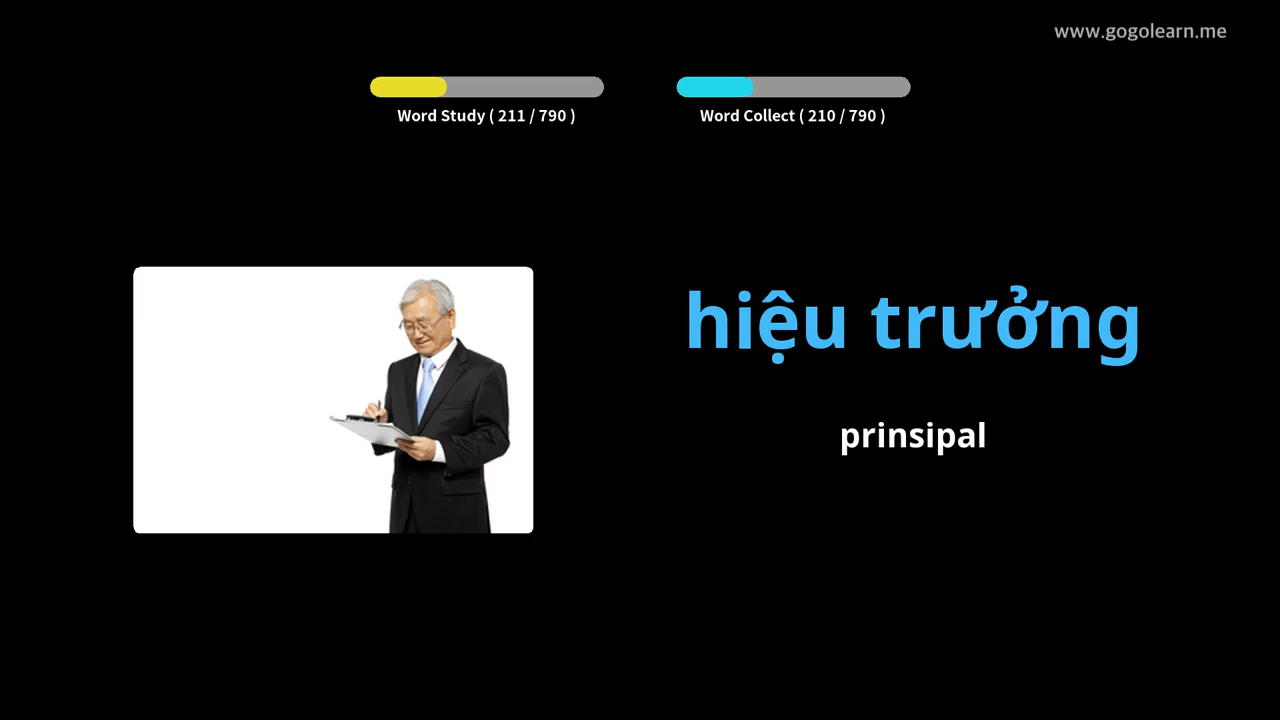 www.gogolearn.me
Word Study ( 211 / 790 )
Word Collect ( 210 / 790 )
hiệu trưởng
prinsipal